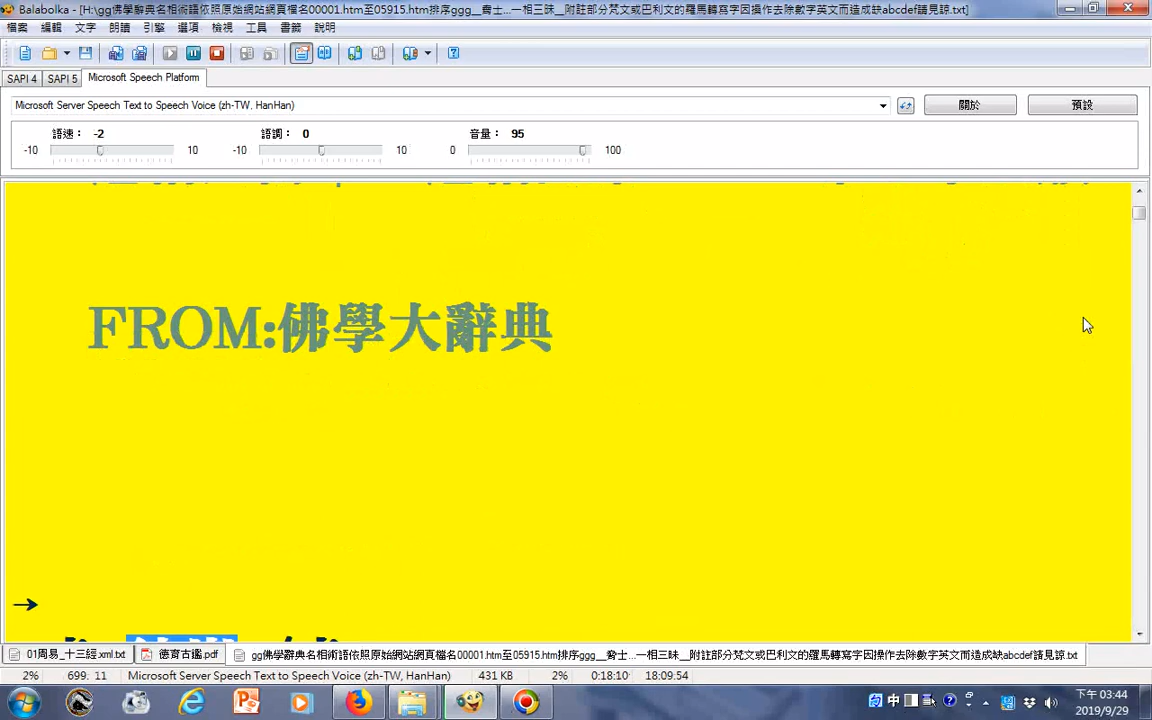 Balabolka - [H:\gg佛學辭典名相術語依照原始網站網頁檔名00001.htm至05915.htm排序ggg__脅士...一相三昧__附註部分梵文或巴利文的羅馬轉寫字因操作去除數字英文而造成缺abcdef請見諒.txt]
檔案 編輯 文字 朗讀 引擎 選項 檢視 工具 書籤 說明
SAPI 4 SAPI 5 Microsoft Speech Platform
Microsoft Server Speech Text to Speech Voice (zh-TW, HanHan) 關於 預設
語速： -2 語調： 0 音量： 95
-10 10 -10 10 0 100
FROM:佛學大辭典
→
01周易_十三經.xml.txt 德育古鑑.pdf gg佛學辭典名相術語依照原始網站網頁檔名00001.htm至05915.htm排序ggg__脅士...一相三昧__附註部分梵文或巴利文的羅馬轉寫字因操作去除數字英文而造成缺abcdef請見諒.txt
2% 699: 11 Microsoft Server Speech Text to Speech Voice (zh-TW, HanHan) 431 KB 2% 0:18:10 18:09:54
中 下午 03:44
2019/9/29